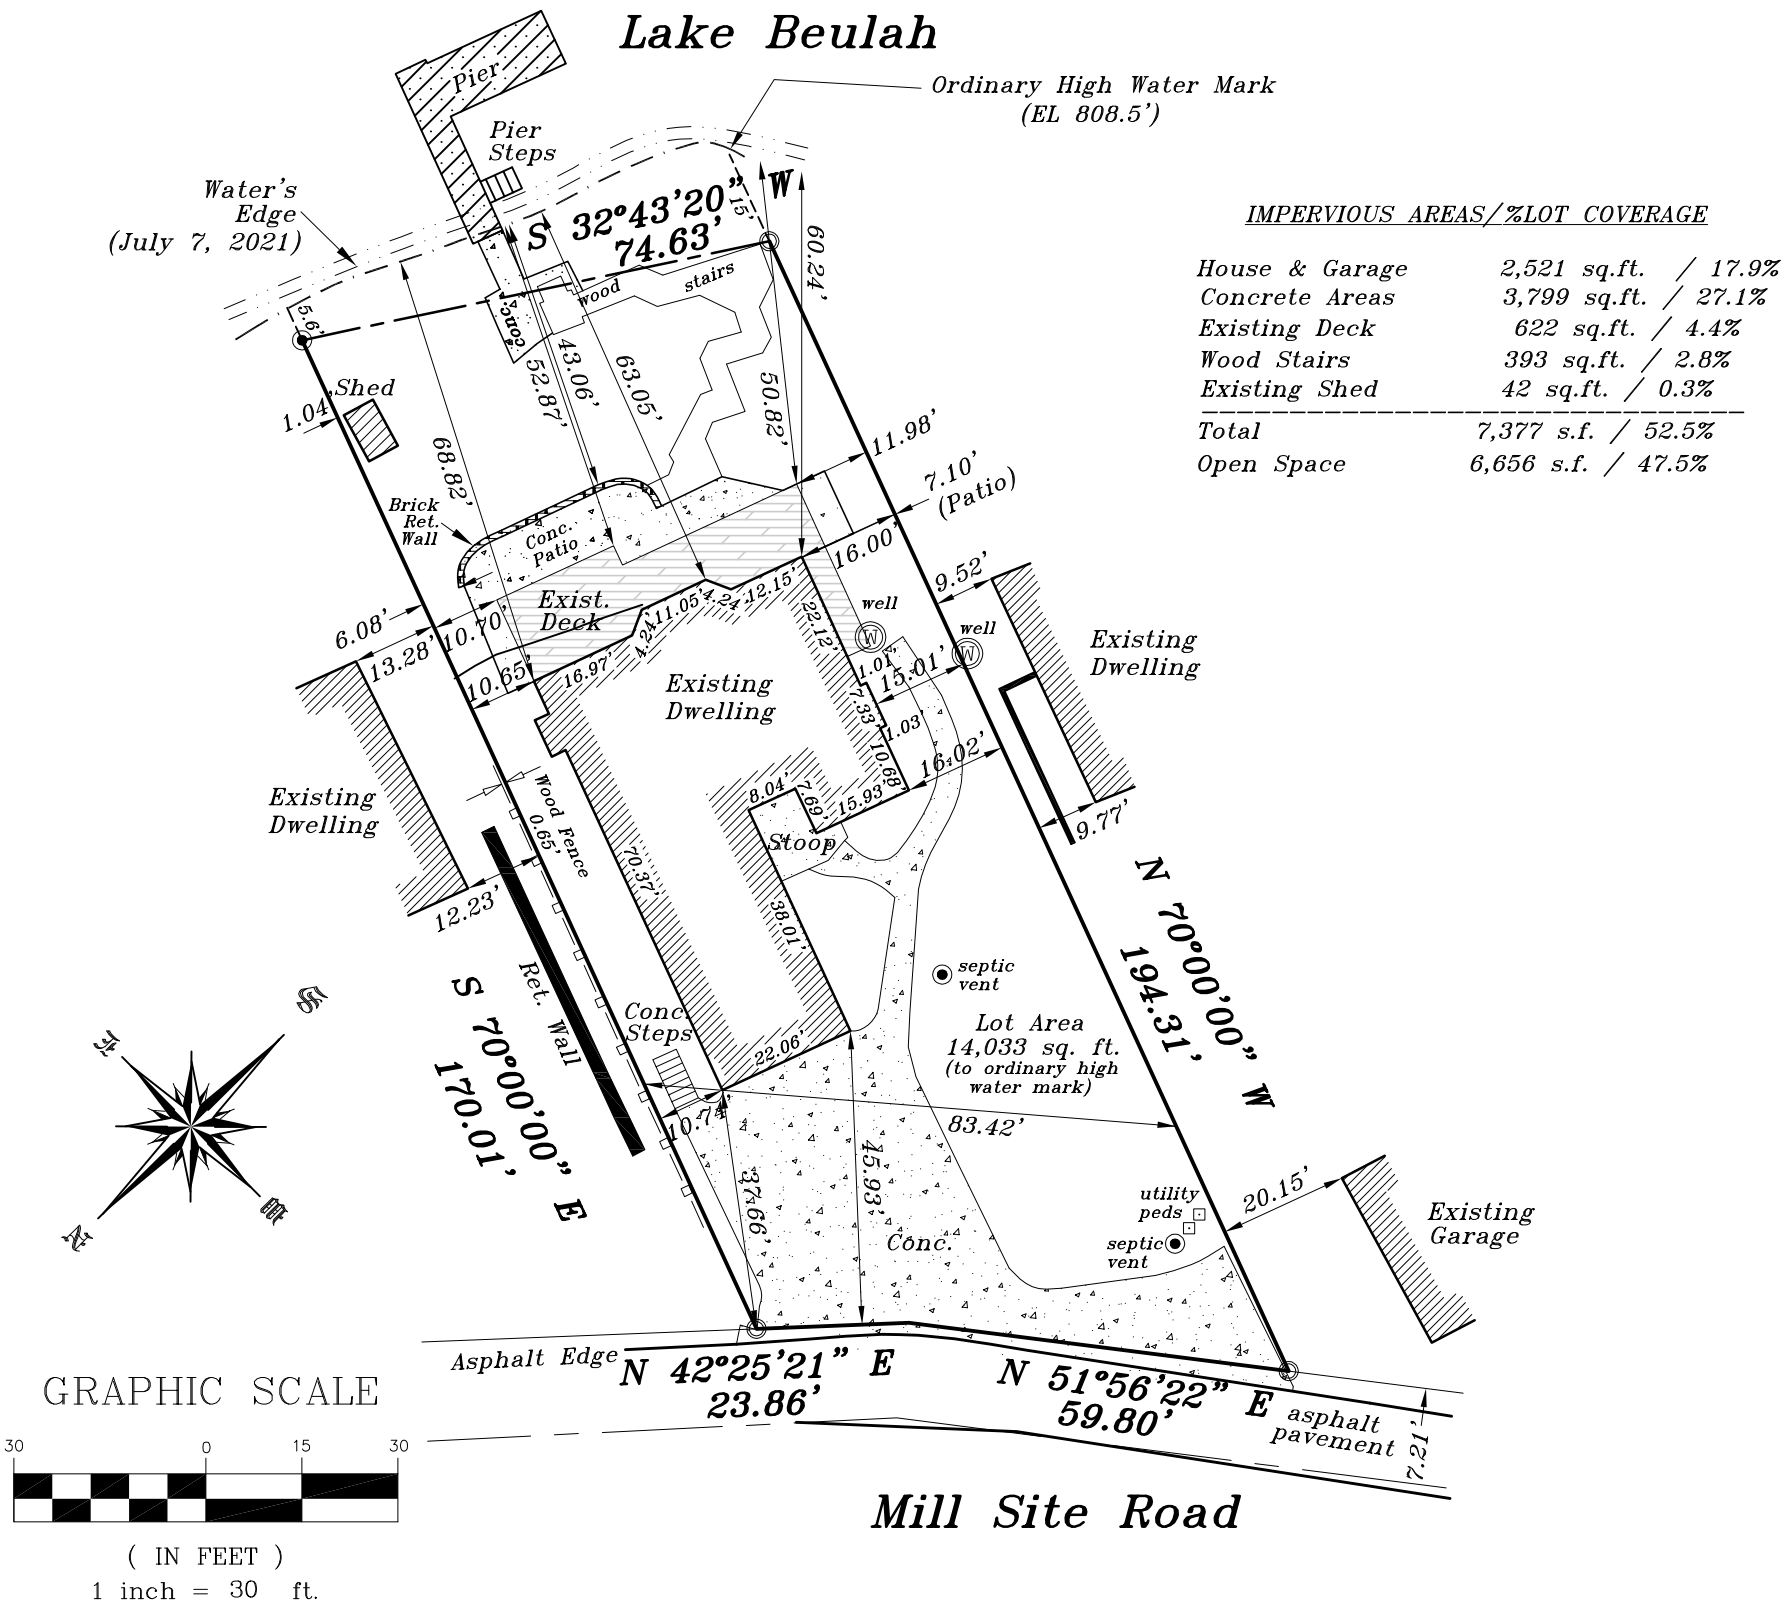 Lake Beulah
Pier
Ordinary High Water Mark
(EL 808.5')
Pier
Steps
Water's
Edge
(July 7, 2021)
S 32°43'20" W
74.63'
15'
60.24'
IMPERVIOUS AREAS/%LOT COVERAGE
House & Garage 2,521 sq.ft. / 17.9%
Concrete Areas 3,799 sq.ft. / 27.1%
Existing Deck 622 sq.ft. / 4.4%
Wood Stairs 393 sq.ft. / 2.8%
Existing Shed 42 sq.ft. / 0.3%
Total 7,377 s.f. / 52.5%
Open Space 6,656 s.f. / 47.5%
5.6'
Conc.
wood stairs
Shed
1.04'
68.82'
52.87'
43.06'
63.05'
50.82'
11.98'
7.10'
(Patio)
Brick
Ret.
Wall
Conc.
Patio
16.00'
9.52'
6.08'
13.28'
10.70'
10.65'
Exist.
Deck
16.97'
4.24'
11.05'
4.24'
12.15'
22.12'
well
W
well
W
1.01'
15.01'
7.33'
1.03'
10.68'
16.02'
Existing
Dwelling
Existing
Dwelling
Existing
Dwelling
8.04'
7.69'
15.93'
Stoop
9.77'
Wood Fence
0.65'
70.37'
38.01'
12.23'
Ret. Wall
S 70°00'00" E
170.01'
N 70°00'00" W
194.31'
septic
vent
Conc.
Steps
22.06'
Lot Area
14,033 sq. ft.
(to ordinary high
water mark)
10.74'
83.42'
37.66'
45.93'
Conc.
utility
peds
septic
vent
20.15'
Existing
Garage
E
S
N
W
Asphalt Edge
N 42°25'21" E
23.86'
N 51°56'22" E
59.80'
asphalt
pavement
7.21'
GRAPHIC SCALE
30 0 15 30
( IN FEET )
1 inch = 30 ft.
Mill Site Road